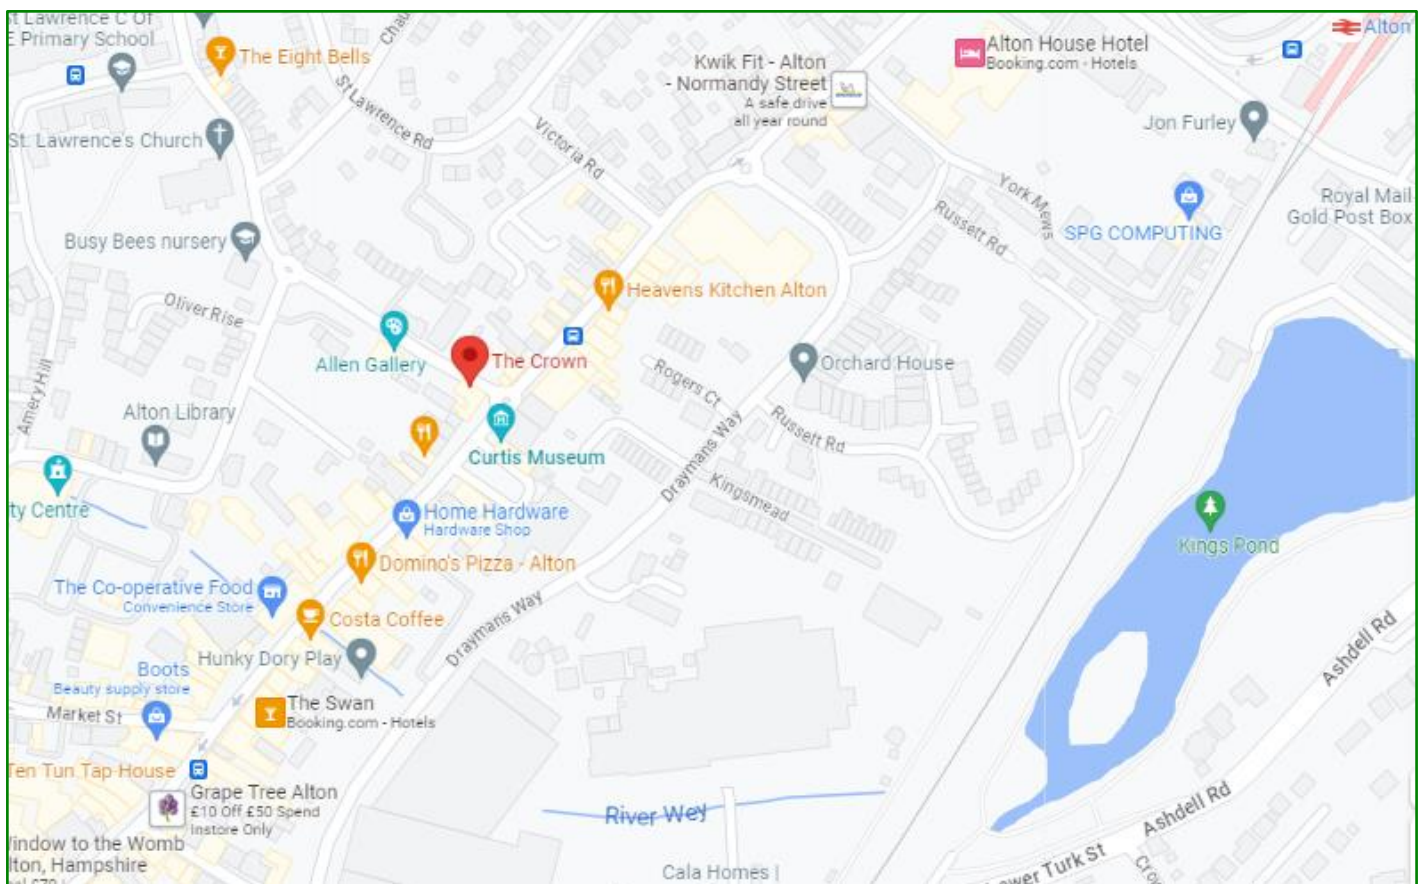 St Lawrence C Of
E Primary School
The Eight Bells
Chau
St Lawrence Rd
Kwik Fit - Alton
- Normandy Street
A safe drive
all year round
Alton House Hotel
Booking.com - Hotels
Alton
Jon Furley
St. Lawrence's Church
Victoria Rd
York Mews
Russett Rd
SPG COMPUTING
Royal Mail
Gold Post Box
Busy Bees nursery
Oliver Rise
Heavens Kitchen Alton
Allen Gallery
The Crown
Rogers Ct
Orchard House
Amery Hill
Alton Library
Curtis Museum
Russett Rd
Draymans Way
Kingsmead
ty Centre
Home Hardware
Hardware Shop
Kings Pond
Domino's Pizza - Alton
The Co-operative Food
Convenience Store
Costa Coffee
Draymans Way
Hunky Dory Play
Ashdell Rd
Boots
Beauty supply store
Market St
The Swan
Booking.com - Hotels
Ten Tun Tap House
Grape Tree Alton
£10 Off £50 Spend
Instore Only
River Wey
Ashdell Rd
Window to the Womb
lton, Hampshire
Cala Homes |
ower Turk St
Cro